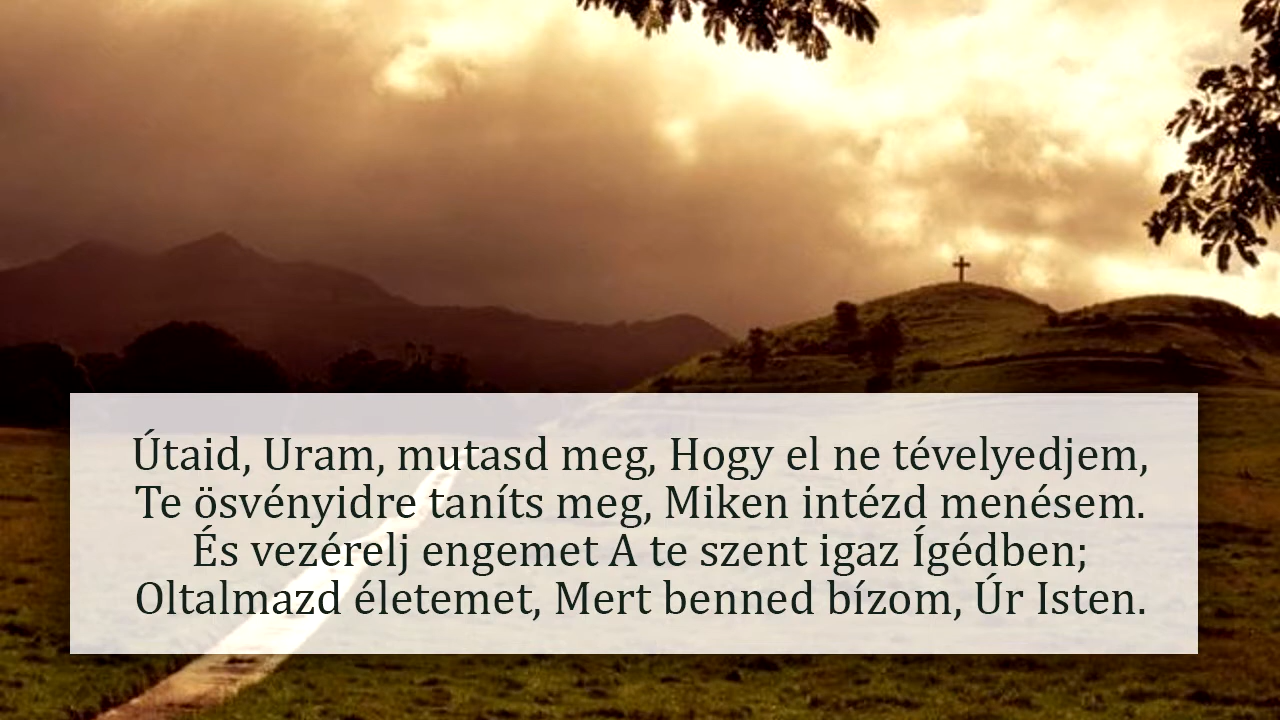 Útaid, Uram, mutasd meg, Hogy el ne tévelyedjem,
Te ösvényidre taníts meg, Miken intézd menésem.
És vezérelj engemet A te szent igaz Ígédben;
Oltalmazd életemet, Mert benned bízom, Úr Isten.